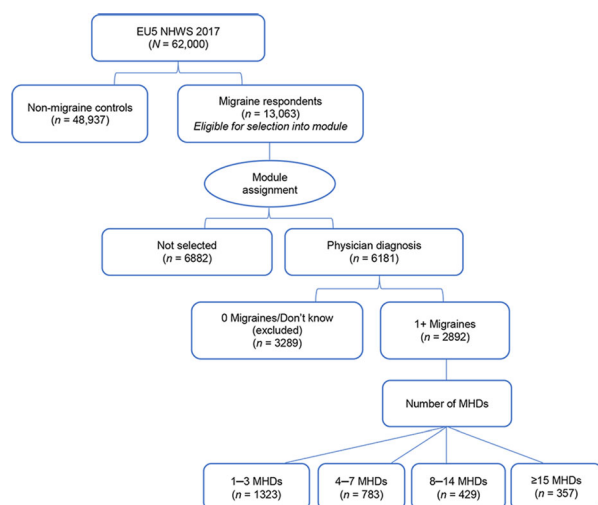 EU5 NHWS 2017
(N = 62,000)
Non-migraine controls
(n = 48,937)
Migraine respondents
(n = 13,063)
Eligible for selection into module
Module
assignment
Not selected
(n = 6882)
Physician diagnosis
(n = 6181)
0 Migraines/Don't know
(excluded)
(n = 3289)
1+ Migraines
(n = 2892)
Number of MHDs
1–3 MHDs
(n = 1323)
4–7 MHDs
(n = 783)
8–14 MHDs
(n = 429)
≥15 MHDs
(n = 357)